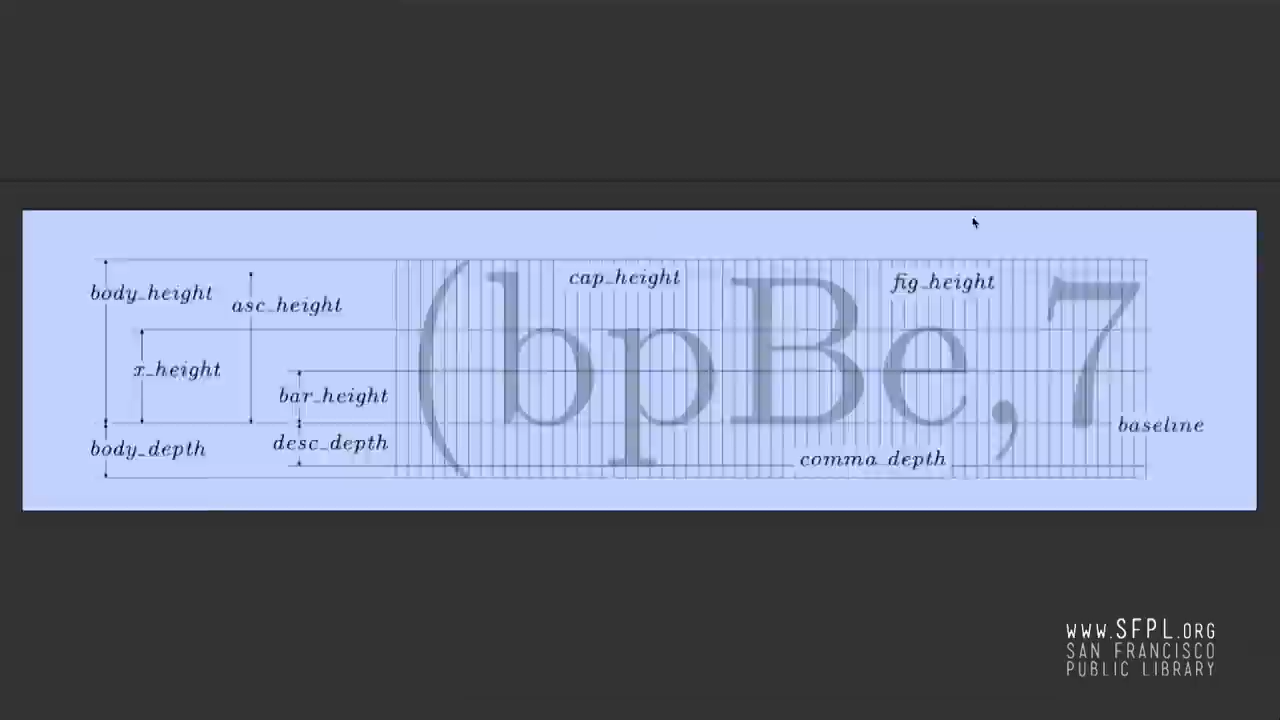 cap_height
fig_height
body_height
asc_height
(bpBe,7
x_height
bar_height
baseline
desc_depth
body_depth
comma_depth
www.SFPL.ORG
SAN FRANCISCO
PUBLIC LIBRARY